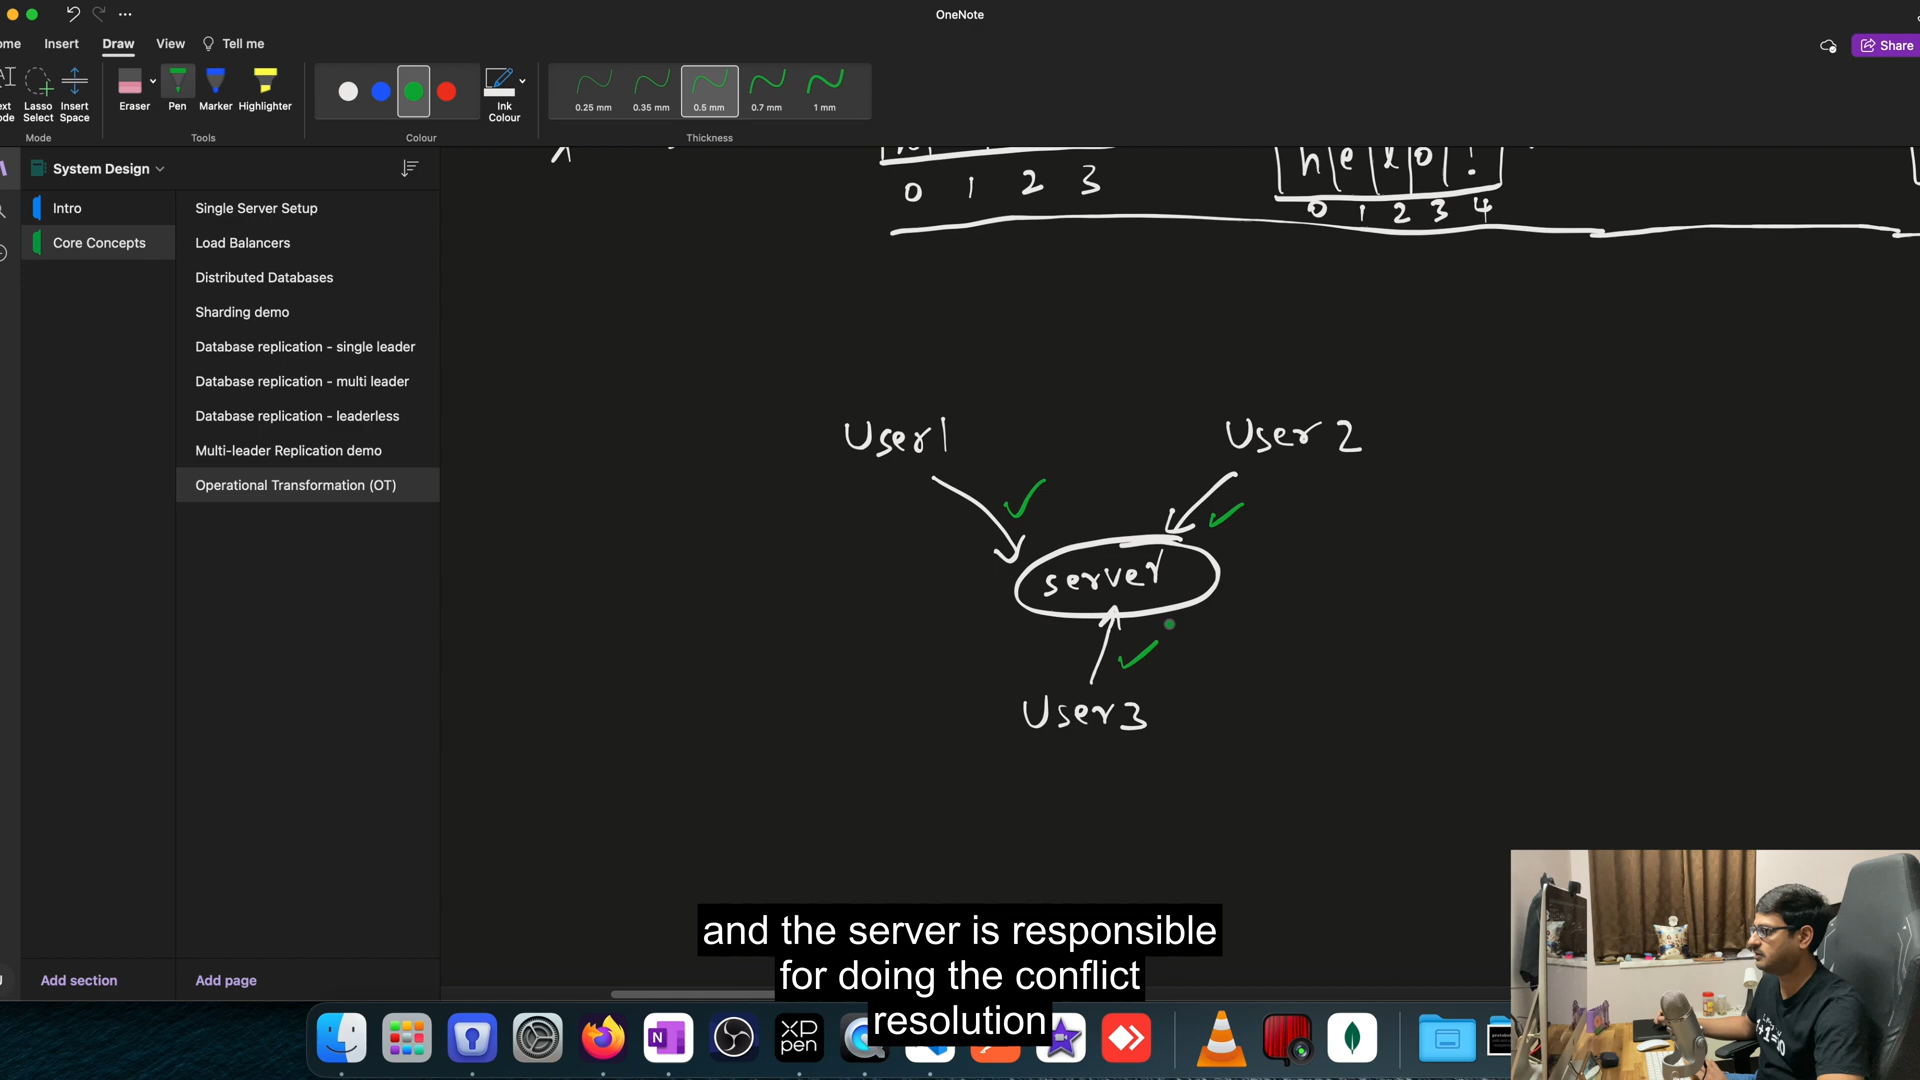 OneNote
ome Insert Draw View Tell me
Share
Text Mode Lasso Select Insert Space Eraser Pen Marker Highlighter Ink Colour 0.25 mm 0.35 mm 0.5 mm 0.7 mm 1 mm
Mode Tools Colour Thickness
System Design
Intro
Core Concepts
Single Server Setup
Load Balancers
Distributed Databases
Sharding demo
Database replication - single leader
Database replication - multi leader
Database replication - leaderless
Multi-leader Replication demo
Operational Transformation (OT)
Add section
Add page
0 1 2 3
h e l o !
0 1 2 3 4
User1
User 2
server
User3
and the server is responsible
for doing the conflict
resolution
XP
pen